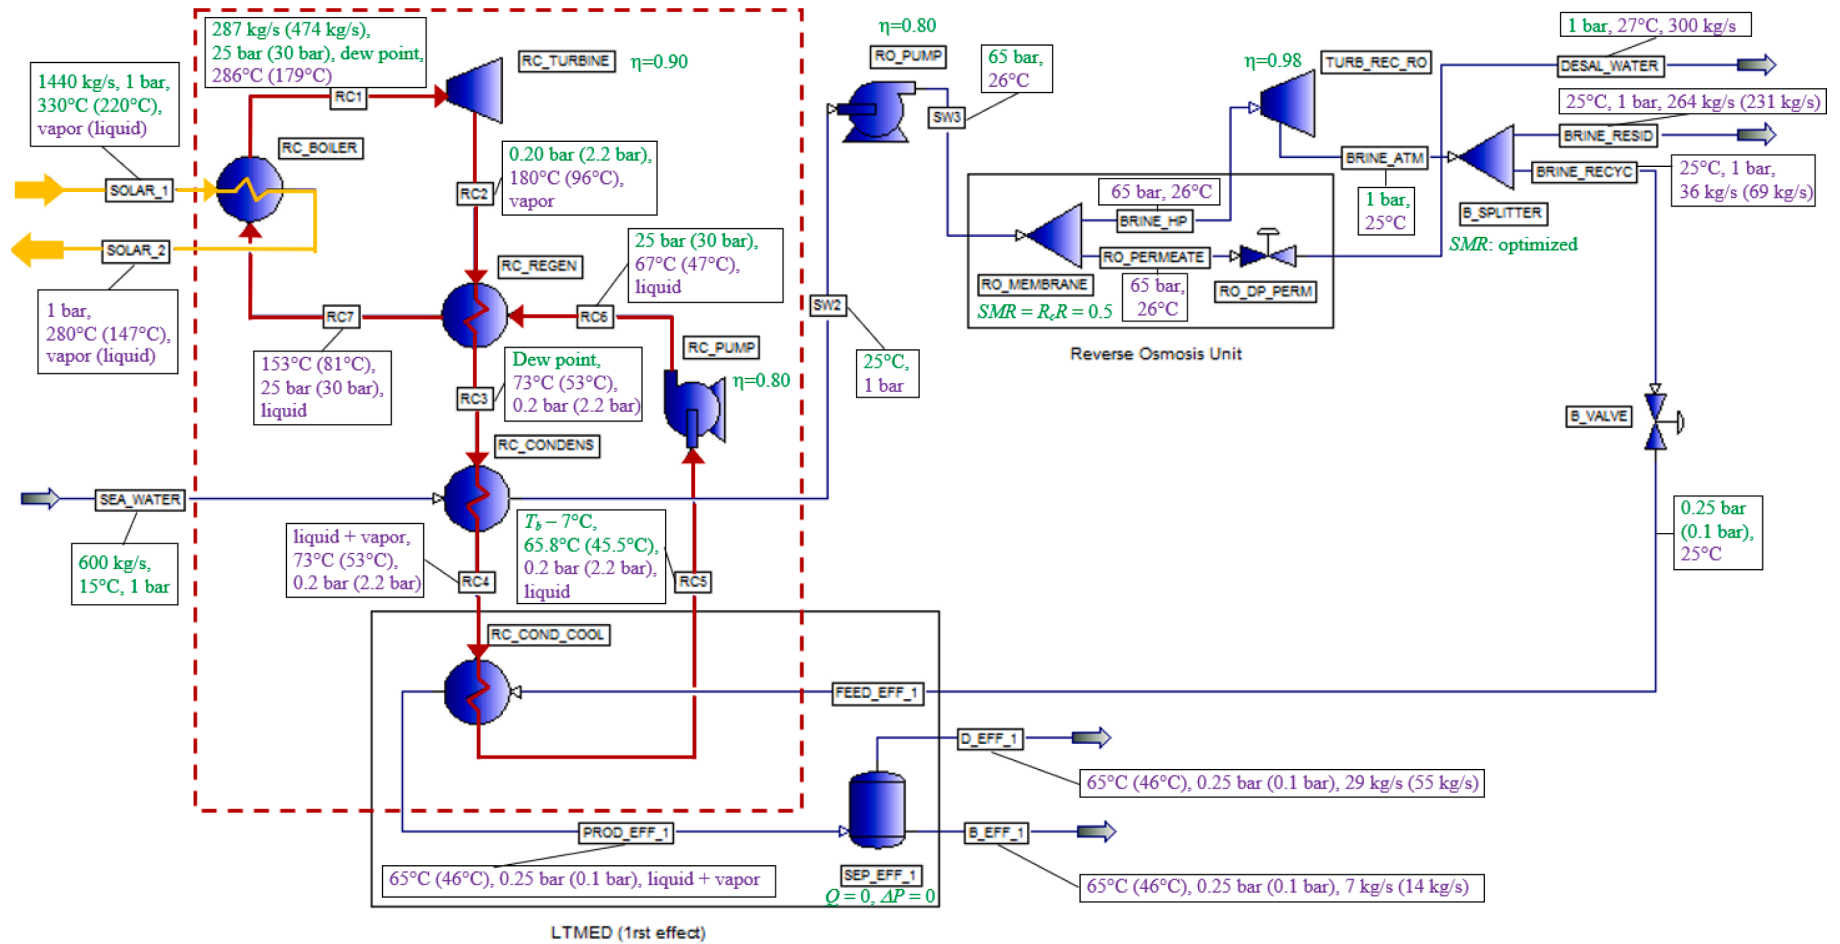 287 kg/s (474 kg/s),
25 bar (30 bar), dew point,
286°C (179°C)
RC1
RC_TURBINE
η=0.90
η=0.80
RO_PUMP
65 bar,
26°C
SW3
η=0.98
TURB_REC_RO
1 bar, 27°C, 300 kg/s
DESAL_WATER
25°C, 1 bar, 264 kg/s (231 kg/s)
BRINE_RESID
BRINE_RECYC
25°C, 1 bar,
36 kg/s (69 kg/s)
1440 kg/s, 1 bar,
330°C (220°C),
vapor (liquid)
SOLAR_1
RC_BOILER
SOLAR_2
1 bar,
280°C (147°C),
vapor (liquid)
0.20 bar (2.2 bar),
180°C (96°C),
vapor
RC2
BRINE_ATM
1 bar,
25°C
B_SPLITTER
SMR: optimized
65 bar, 26°C
BRINE_HP
RO_PERMEATE
65 bar,
26°C
RO_MEMBRANE
SMR = RcR = 0.5
RO_DP_PERM
Reverse Osmosis Unit
RC_REGEN
25 bar (30 bar),
67°C (47°C),
liquid
RC6
RC7
153°C (81°C),
25 bar (30 bar),
liquid
RC_PUMP
η=0.80
SW2
25°C,
1 bar
Dew point,
73°C (53°C),
0.2 bar (2.2 bar)
RC3
RC_CONDENS
B_VALVE
SEA_WATER
600 kg/s,
15°C, 1 bar
liquid + vapor,
73°C (53°C),
0.2 bar (2.2 bar)
RC4
Tb – 7°C,
65.8°C (45.5°C),
0.2 bar (2.2 bar),
liquid
RC5
0.25 bar
(0.1 bar),
25°C
RC_COND_COOL
FEED_EFF_1
D_EFF_1
65°C (46°C), 0.25 bar (0.1 bar), 29 kg/s (55 kg/s)
PROD_EFF_1
65°C (46°C), 0.25 bar (0.1 bar), liquid + vapor
SEP_EFF_1
Q = 0, ΔP = 0
B_EFF_1
65°C (46°C), 0.25 bar (0.1 bar), 7 kg/s (14 kg/s)
LTMED (1rst effect)